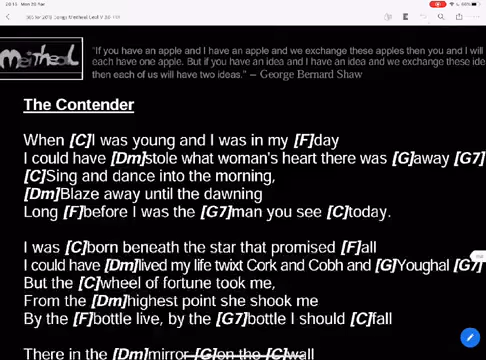 20:15 Wed 20 Jan
Meitheal
"If you have an apple and I have an apple and we exchange these apples then you and I will
each have one apple. But if you have an idea and I have an idea and we exchange these ide
then each of us will have two ideas." ~ George Bernard Shaw
The Contender
When [C]I was young and I was in my [F]day
I could have [Dm]stole what woman's heart there was [G]away [G7]
[C]Sing and dance into the morning,
[Dm]Blaze away until the dawning
Long [F]before I was the [G7]man you see [C]today.
I was [C]born beneath the star that promised [F]all
I could have [Dm]lived my life twixt Cork and Cobh and [G]Youghal [G7]
But the [C]wheel of fortune took me,
From the [Dm]highest point she shook me
By the [F]bottle live, by the [G7]bottle I should [C]fall
There in the [Dm]mirror [G]on the [C]wall